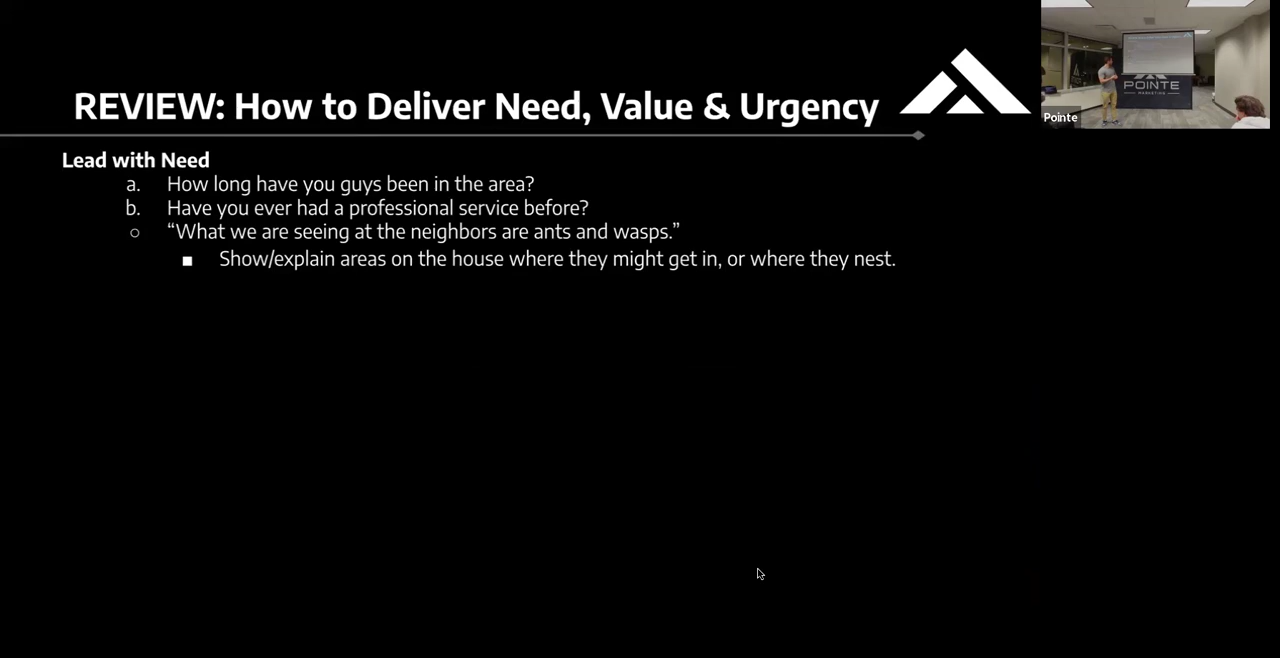 REVIEW: How to Deliver Need, Value & Urgency
Lead with Need
a. How long have you guys been in the area?
b. Have you ever had a professional service before?
○ “What we are seeing at the neighbors are ants and wasps.”
■ Show/explain areas on the house where they might get in, or where they nest.
POINTE
MARKETING
Pointe